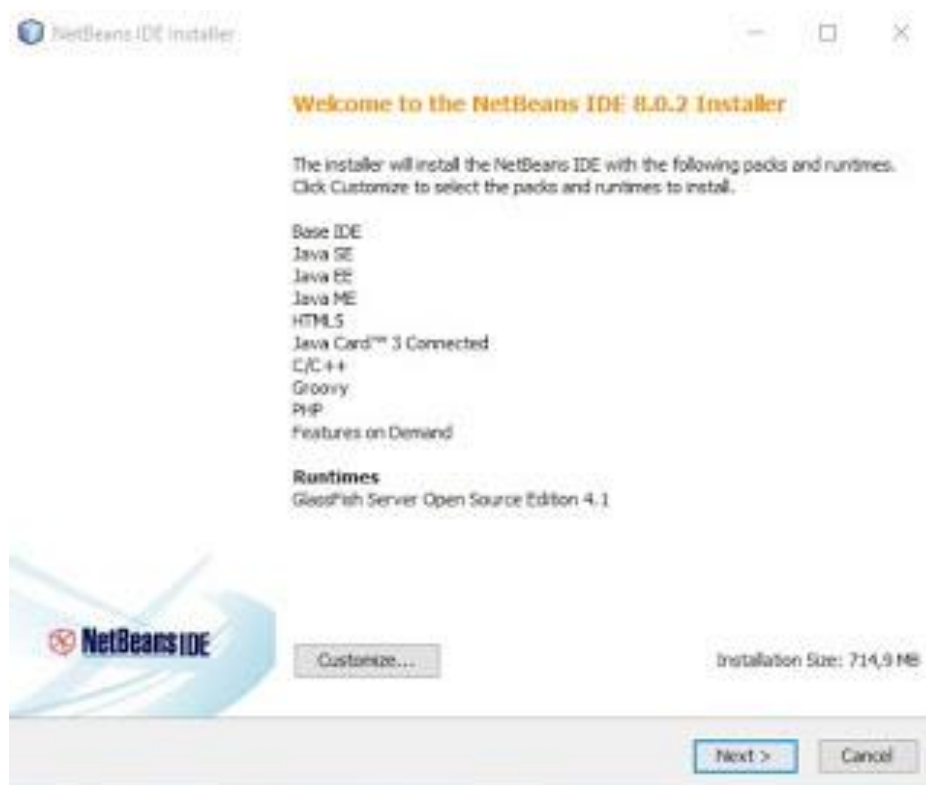 NetBeans IDE Installer
Welcome to the NetBeans IDE 8.0.2 Installer
The installer will install the NetBeans IDE with the following packs and runtimes.
Click Customize to select the packs and runtimes to install.
Base IDE
Java SE
Java EE
Java ME
HTML5
Java Card™ 3 Connected
C/C++
Groovy
PHP
Features on Demand
Runtimes
GlassFish Server Open Source Edition 4.1
NetBeans IDE
Customize...
Installation Size: 714,9 MB
Next >
Cancel